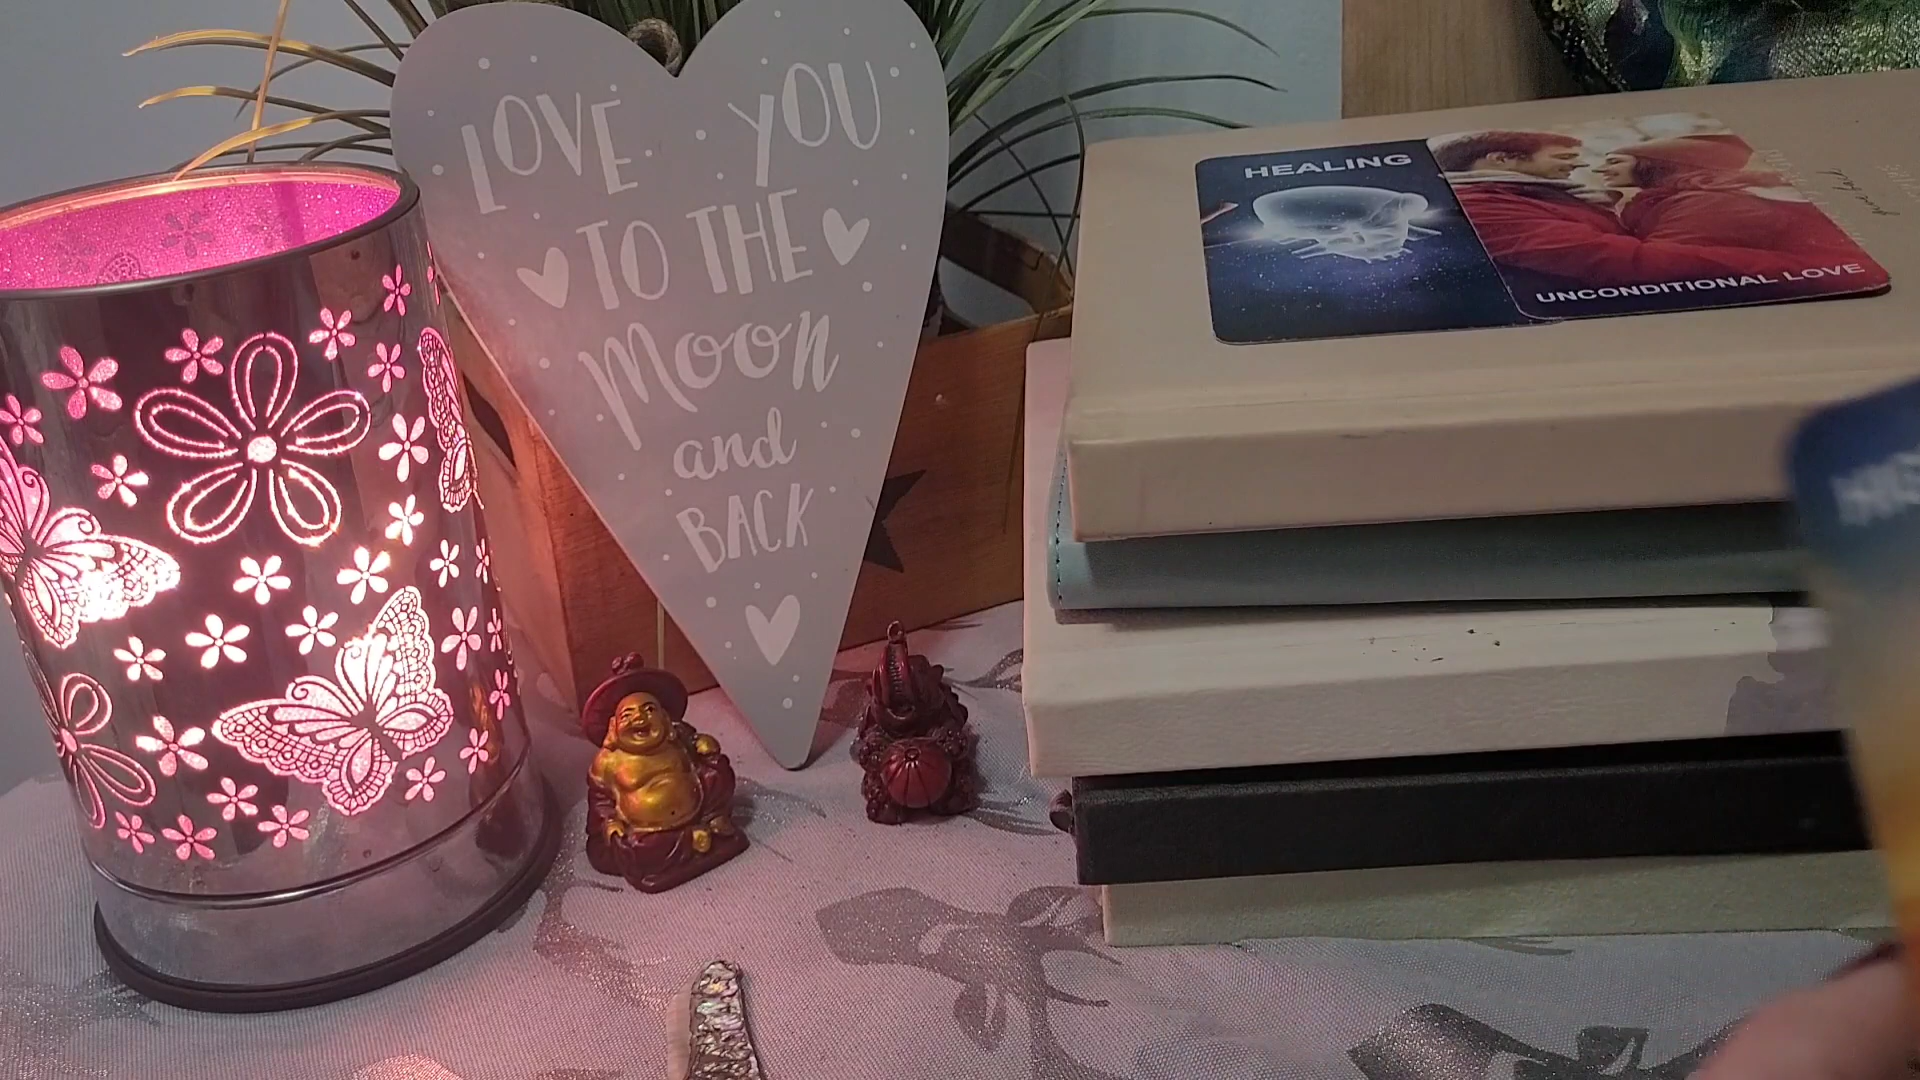 LOVE YOU
TO THE
Moon
and
BACK
HEALING
UNCONDITIONAL LOVE